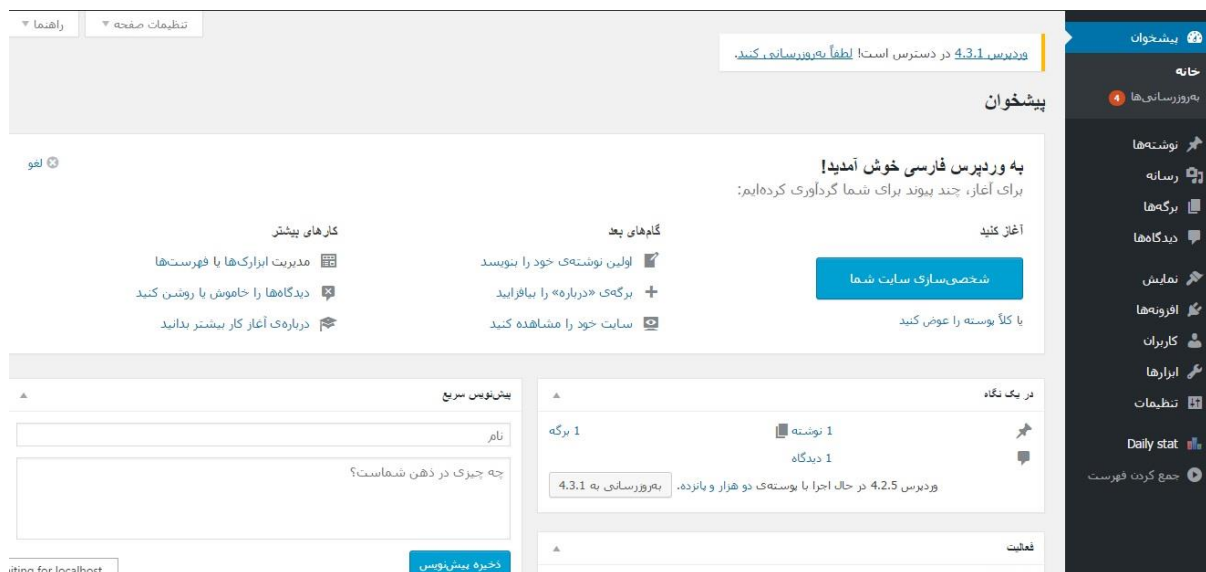 راهنما
تنظیمات صفحه
پیشخوان
خانه
به‌روزرسانی‌ها 4
نوشته‌ها
رسانه
برگه‌ها
دیدگاه‌ها
نمایش
افزونه‌ها
کاربران
ابزارها
تنظیمات
Daily stat
جمع کردن فهرست
وردپرس 4.3.1 در دسترس است! لطفاً به‌روزرسانی کنید.
پیشخوان
به وردپرس فارسی خوش آمدید!
لغو
برای آغاز، چند پیوند برای شما گردآوری کرده‌ایم:
آغاز کنید
شخصی‌سازی سایت شما
یا کلاً پوسته را عوض کنید
گام‌های بعد
اولین نوشته‌ی خود را بنویسد
برگه‌ی «درباره» را بیافزایید
سایت خود را مشاهده کنید
کارهای بیشتر
مدیریت ابزارک‌ها یا فهرست‌ها
دیدگاه‌ها را خاموش یا روشن کنید
درباره‌ی آغاز کار بیشتر بدانید
در یک نگاه
1 نوشته
1 برگه
1 دیدگاه
وردپرس 4.2.5 در حال اجرا با پوسته‌ی دو هزار و پانزده.
به‌روزرسانی به 4.3.1
فعالیت
پیش‌نویس سریع
نام
چه چیزی در ذهن شماست؟
ذخیره پیش‌نویس
for localhost